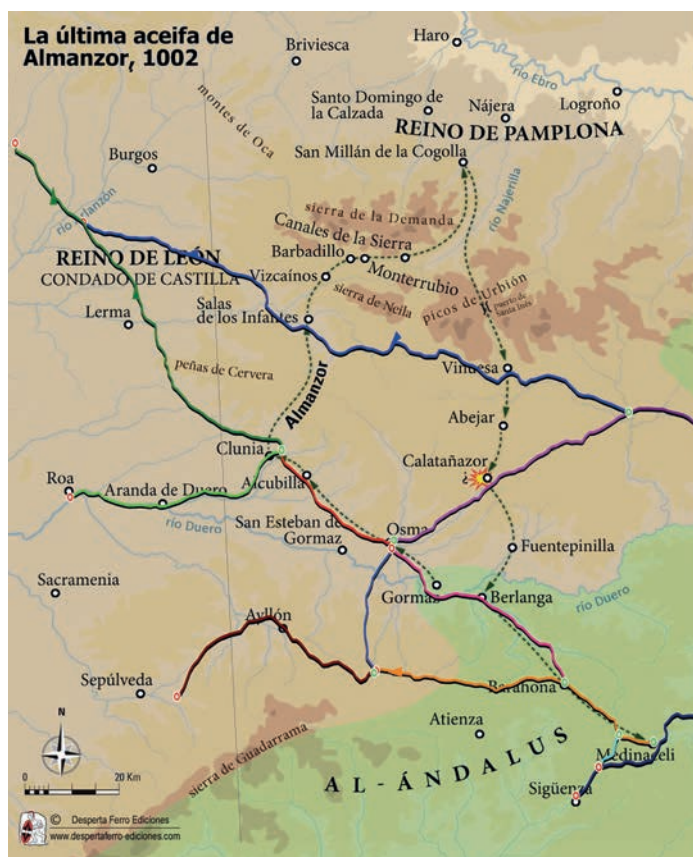 La última aceifa de
Almanzor, 1002
Haro
Briviesca
río Ebro
montes de Oca
Santo Domingo de
la Calzada
Nájera
Logroño
REINO DE PAMPLONA
Burgos
San Millán de la Cogolla
río Najerilla
sierra de la Demanda
Canales de la Sierra
REINO DE LEÓN
Barbadillo
Monterrubio
CONDADO DE CASTILLA
Vizcaínos
sierra de Neila
picos de Urbión
puerto de
Santa Inés
Lerma
Salas
de los Infantes
peñas de Cervera
Vinuesa
Almanzor
Abejar
Clunia
Calatañazor
¿
Roa
Alcubilla
Aranda de Duero
río Duero
San Esteban de
Gormaz
Osma
Fuentepinilla
Sacramenia
Gormaz
Berlanga
río Duero
Ayllón
Sepúlveda
Barahona
Atienza
Medinaceli
AL-ÁNDALUS
sierra de Guadarrama
Sigüenza
N
0
20 Km
© Desperta Ferro Ediciones
www.despertaferro-ediciones.com